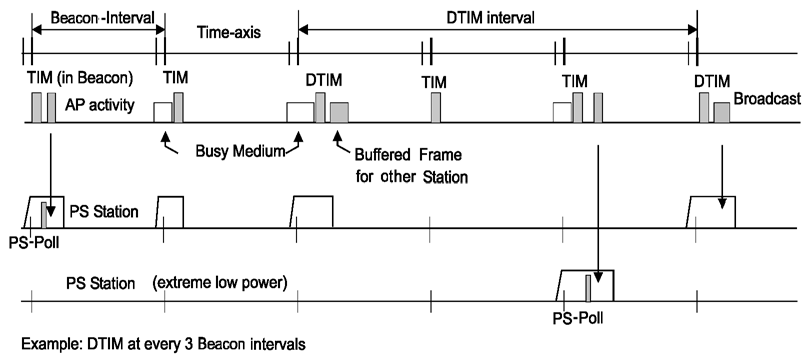 Beacon-Interval
DTIM interval
Time-axis
TIM (in Beacon)
TIM
DTIM
TIM
TIM
DTIM
AP activity
Broadcast
Busy Medium
Buffered Frame
for other Station
PS Station
PS-Poll
PS Station (extreme low power)
PS-Poll
Example: DTIM at every 3 Beacon intervals